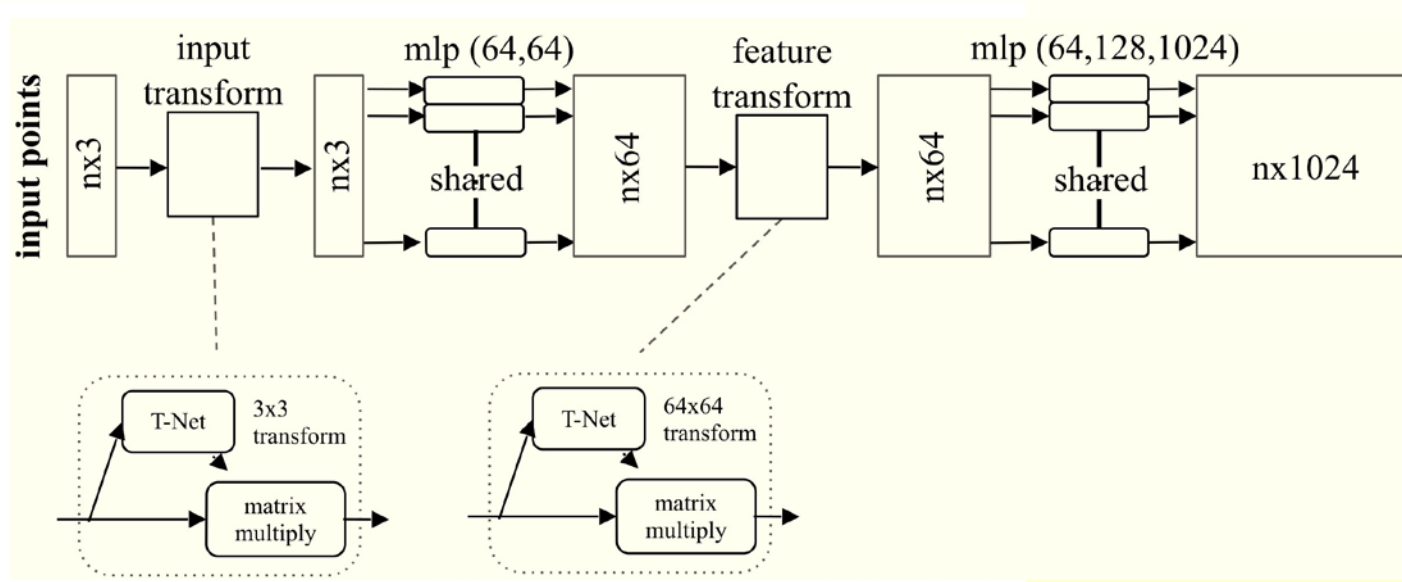 input points
nx3
input
transform
nx3
mlp (64,64)
shared
nx64
feature
transform
nx64
mlp (64,128,1024)
shared
nx1024
T-Net
3x3
transform
matrix
multiply
T-Net
64x64
transform
matrix
multiply